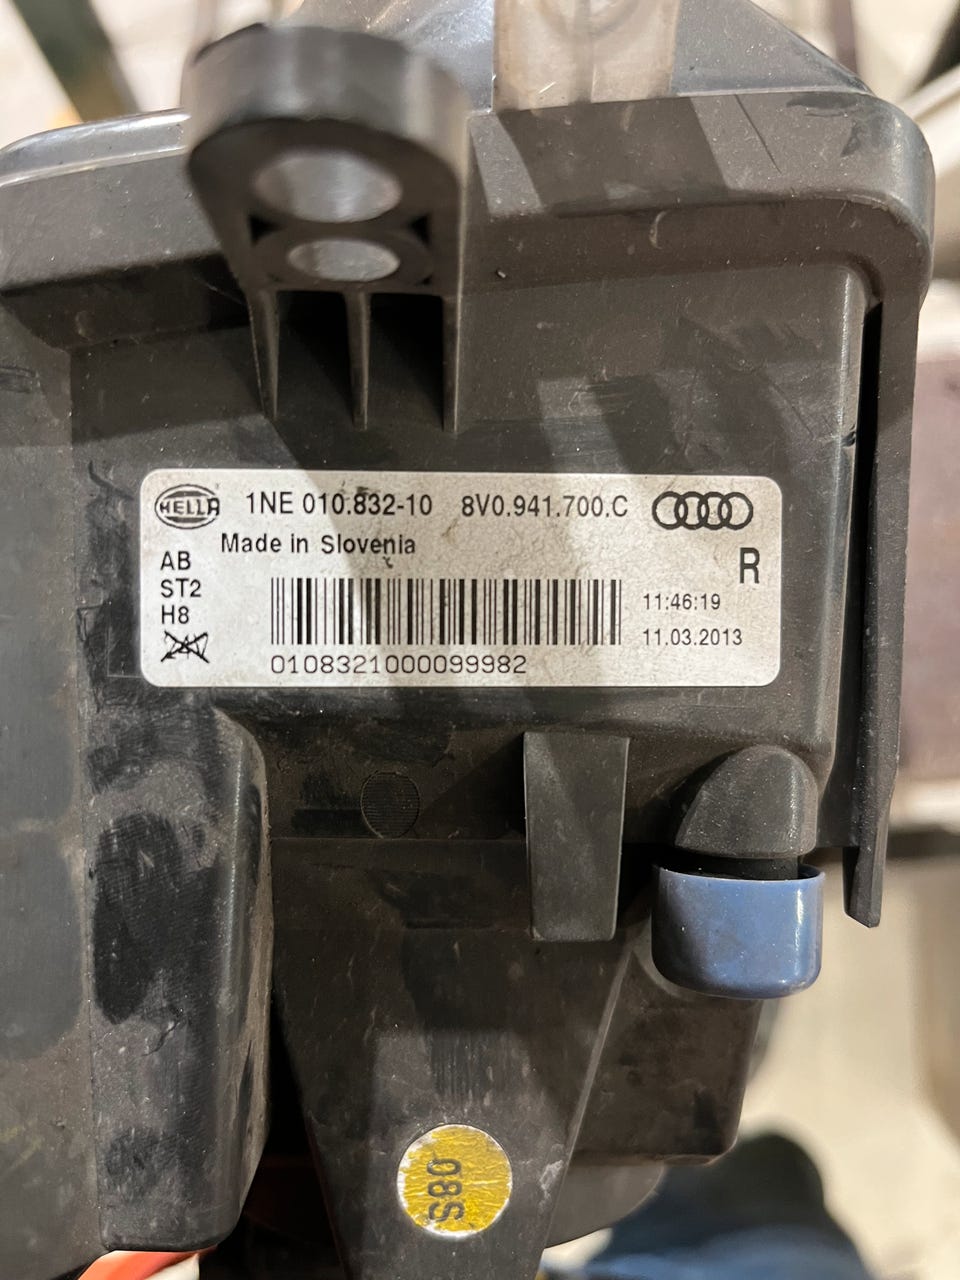 HELLA 1NE 010.832-10 8V0.941.700.C
Made in Slovenia
AB
ST2
H8
R
11:46:19
11.03.2013
0108321000099982
S80